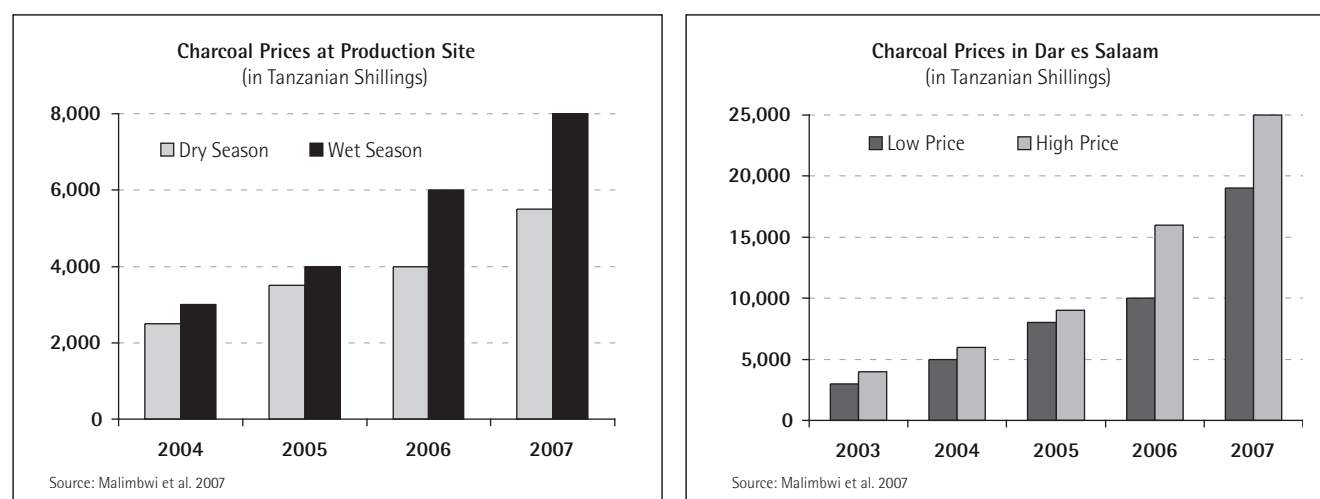 Charcoal Prices at Production Site
(in Tanzanian Shillings)
8,000
Dry Season Wet Season
6,000
4,000
2,000
0
2004 2005 2006 2007
Source: Malimbwi et al. 2007
Charcoal Prices in Dar es Salaam
(in Tanzanian Shillings)
25,000
Low Price High Price
20,000
15,000
10,000
5,000
0
2003 2004 2005 2006 2007
Source: Malimbwi et al. 2007